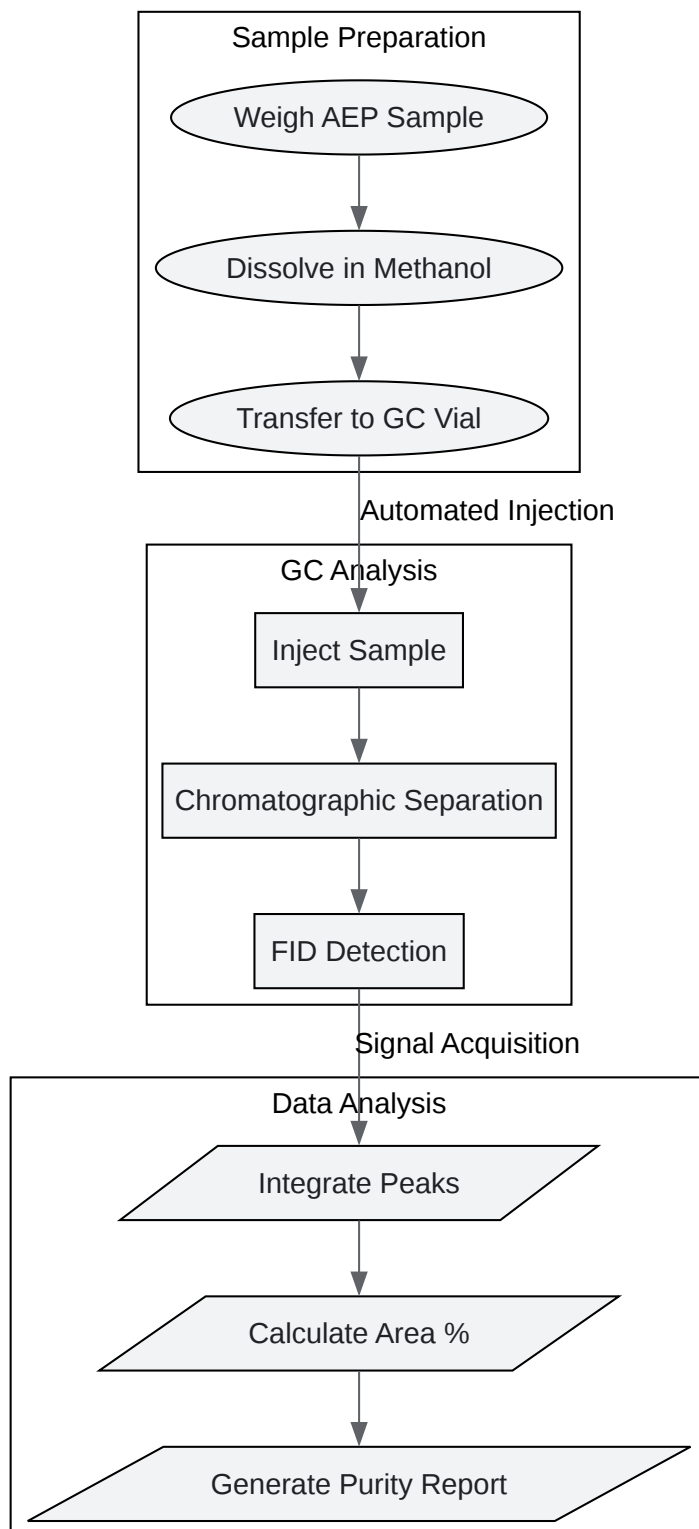 Sample Preparation
Weigh AEP Sample
Dissolve in Methanol
Transfer to GC Vial
Automated Injection
GC Analysis
Inject Sample
Chromatographic Separation
FID Detection
Signal Acquisition
Data Analysis
Integrate Peaks
Calculate Area %
Generate Purity Report